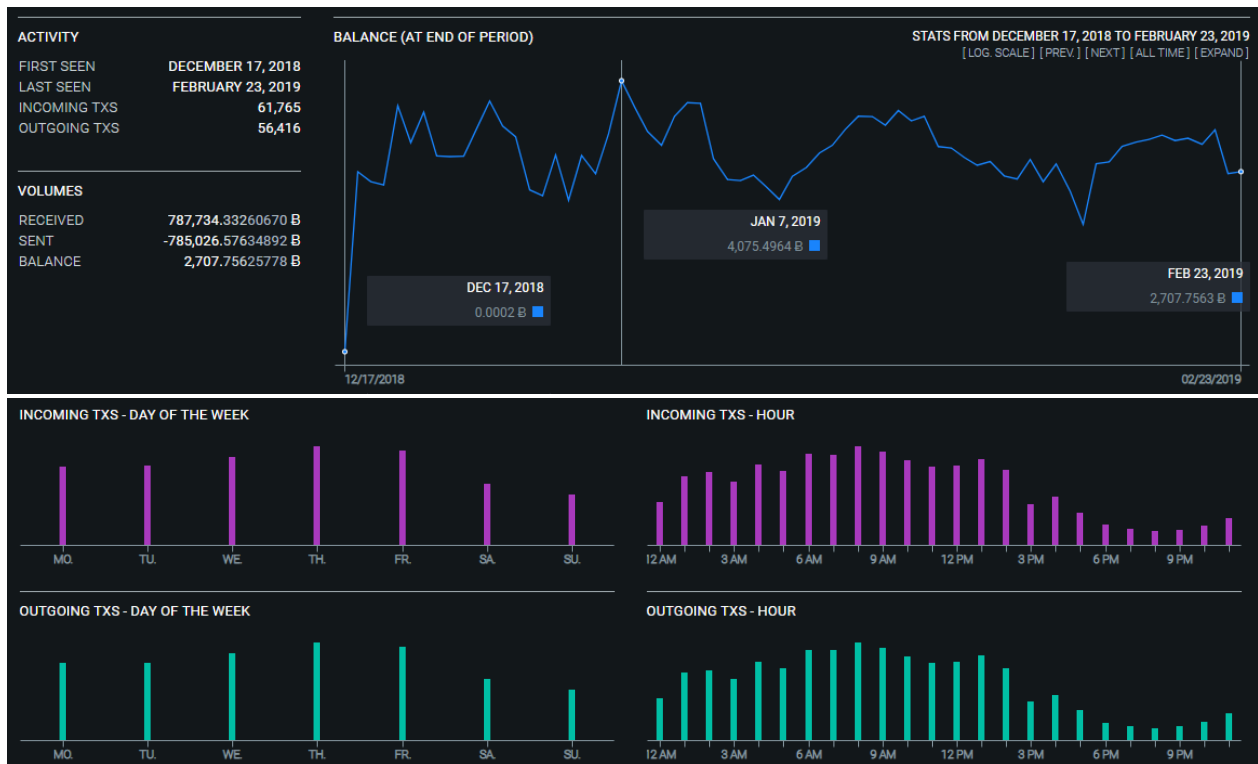 ACTIVITY
FIRST SEEN DECEMBER 17, 2018
LAST SEEN FEBRUARY 23, 2019
INCOMING TXS 61,765
OUTGOING TXS 56,416
VOLUMES
RECEIVED 787,734.33260670 Ƀ
SENT -785,026.57634892 Ƀ
BALANCE 2,707.75625778 Ƀ
BALANCE (AT END OF PERIOD)
STATS FROM DECEMBER 17, 2018 TO FEBRUARY 23, 2019
[ LOG. SCALE ] [ PREV. ] [ NEXT ] [ ALL TIME ] [ EXPAND ]
JAN 7, 2019
4,075.4964 Ƀ
DEC 17, 2018
0.0002 Ƀ
FEB 23, 2019
2,707.7563 Ƀ
12/17/2018 02/23/2019
INCOMING TXS - DAY OF THE WEEK
MO. TU. WE. TH. FR. SA. SU.
INCOMING TXS - HOUR
12 AM 3 AM 6 AM 9 AM 12 PM 3 PM 6 PM 9 PM
OUTGOING TXS - DAY OF THE WEEK
MO. TU. WE. TH. FR. SA. SU.
OUTGOING TXS - HOUR
12 AM 3 AM 6 AM 9 AM 12 PM 3 PM 6 PM 9 PM